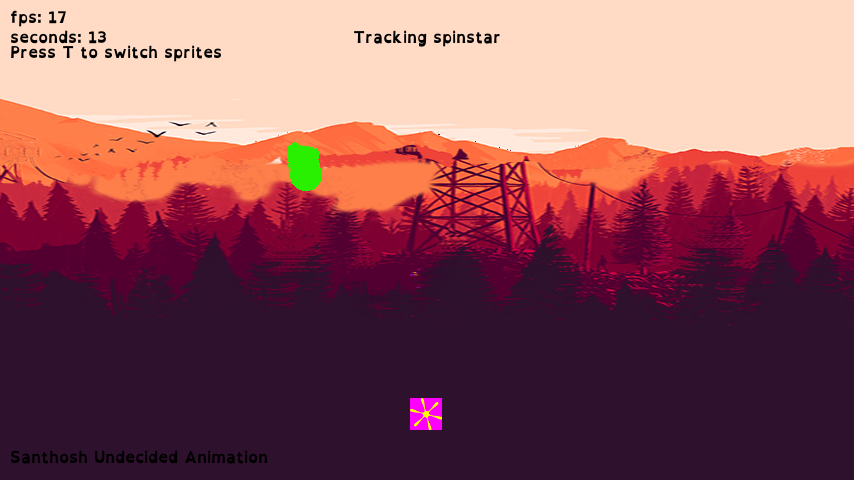 fps: 17
seconds: 13
Press T to switch sprites
Tracking spinstar
Santhosh Undecided Animation